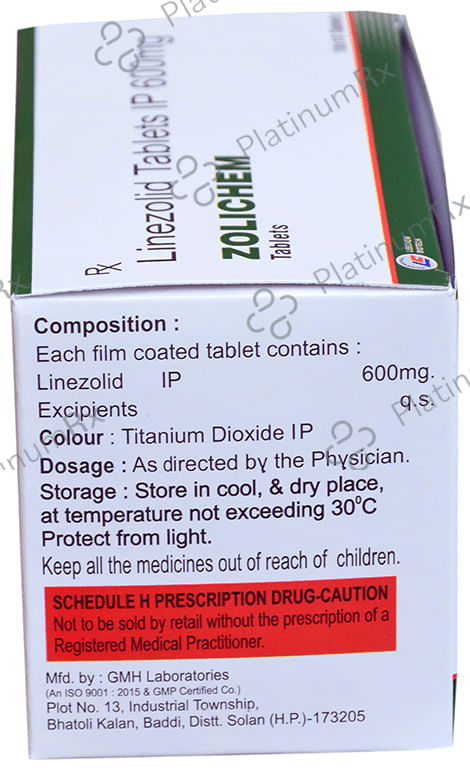 Rx
Linezolid Tablets IP 600mg
ZOLICHEM
Tablets
Composition :
Each film coated tablet contains :
Linezolid IP 600mg.
Excipients q.s.
Colour : Titanium Dioxide IP
Dosage : As directed by the Physician.
Storage : Store in cool, & dry place,
at temperature not exceeding 30⁰C
Protect from light.
Keep all the medicines out of reach of children.
SCHEDULE H PRESCRIPTION DRUG-CAUTION
Not to be sold by retail without the prescription of a
Registered Medical Practitioner.
Mfd. by : GMH Laboratories
(An ISO 9001 : 2015 & GMP Certified Co.)
Plot No. 13, Industrial Township,
Bhatoli Kalan, Baddi, Distt. Solan (H.P.)-173205
PlatinumRx
PlatinumRx
PlatinumRx
PlatinumRx